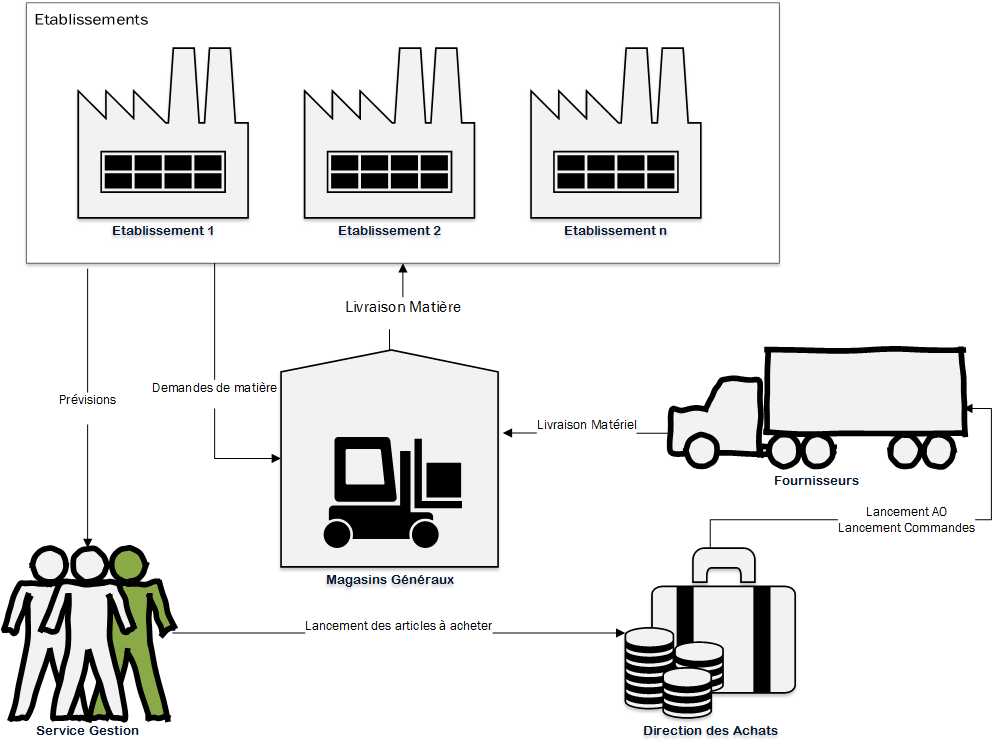 Etablissements
Etablissement 1
Etablissement 2
Etablissement n
Livraison Matière
Demandes de matière
Prévisions
Livraison Matériel
Fournisseurs
Lancement AO
Lancement Commandes
Magasins Généraux
Lancement des articles à acheter
Service Gestion
Direction des Achats